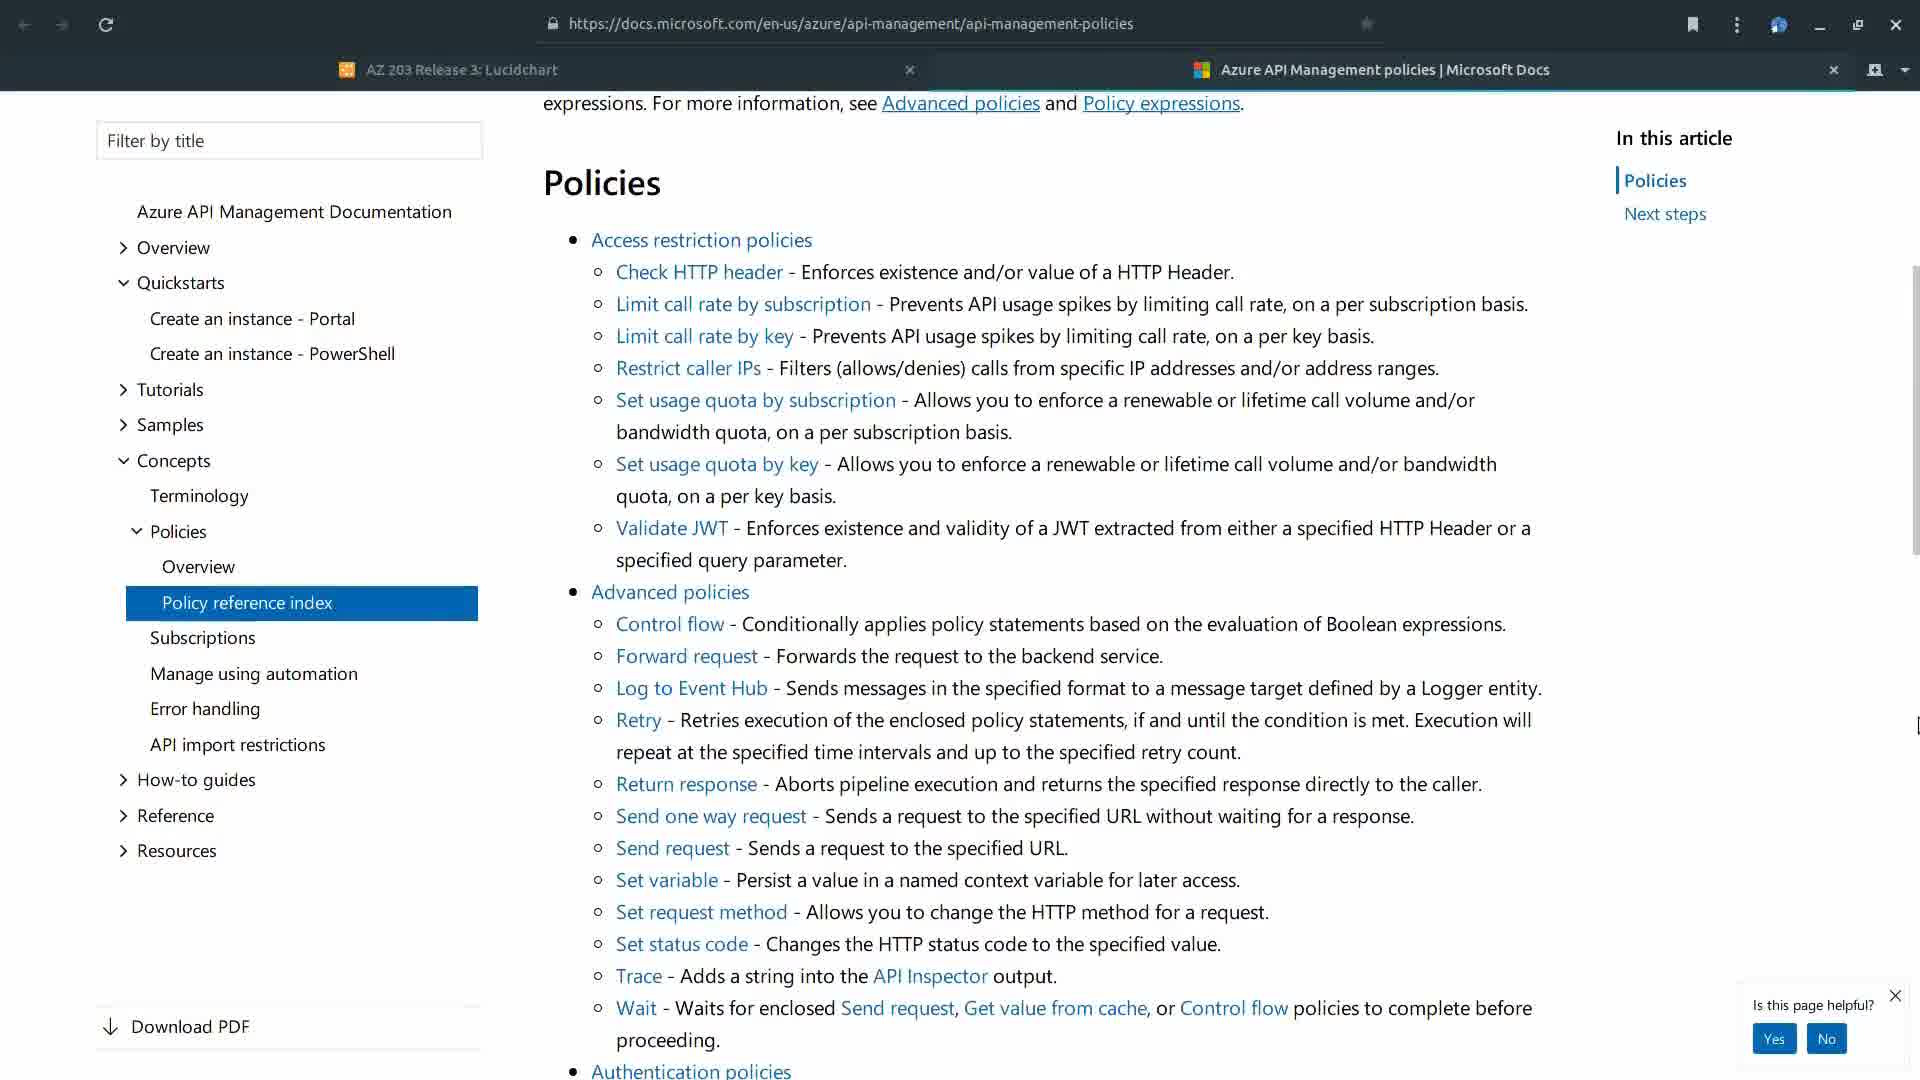 https://docs.microsoft.com/en-us/azure/api-management/api-management-policies
AZ 203 Release 3: Lucidchart
Azure API Management policies | Microsoft Docs
Filter by title
Azure API Management Documentation
Overview
Quickstarts
Create an instance - Portal
Create an instance - PowerShell
Tutorials
Samples
Concepts
Terminology
Policies
Overview
Policy reference index
Subscriptions
Manage using automation
Error handling
API import restrictions
How-to guides
Reference
Resources
Download PDF
expressions. For more information, see Advanced policies and Policy expressions.
Policies
Access restriction policies
Check HTTP header - Enforces existence and/or value of a HTTP Header.
Limit call rate by subscription - Prevents API usage spikes by limiting call rate, on a per subscription basis.
Limit call rate by key - Prevents API usage spikes by limiting call rate, on a per key basis.
Restrict caller IPs - Filters (allows/denies) calls from specific IP addresses and/or address ranges.
Set usage quota by subscription - Allows you to enforce a renewable or lifetime call volume and/or
bandwidth quota, on a per subscription basis.
Set usage quota by key - Allows you to enforce a renewable or lifetime call volume and/or bandwidth
quota, on a per key basis.
Validate JWT - Enforces existence and validity of a JWT extracted from either a specified HTTP Header or a
specified query parameter.
Advanced policies
Control flow - Conditionally applies policy statements based on the evaluation of Boolean expressions.
Forward request - Forwards the request to the backend service.
Log to Event Hub - Sends messages in the specified format to a message target defined by a Logger entity.
Retry - Retries execution of the enclosed policy statements, if and until the condition is met. Execution will
repeat at the specified time intervals and up to the specified retry count.
Return response - Aborts pipeline execution and returns the specified response directly to the caller.
Send one way request - Sends a request to the specified URL without waiting for a response.
Send request - Sends a request to the specified URL.
Set variable - Persist a value in a named context variable for later access.
Set request method - Allows you to change the HTTP method for a request.
Set status code - Changes the HTTP status code to the specified value.
Trace - Adds a string into the API Inspector output.
Wait - Waits for enclosed Send request, Get value from cache, or Control flow policies to complete before
proceeding.
Authentication policies
In this article
Policies
Next steps
Is this page helpful?
Yes
No